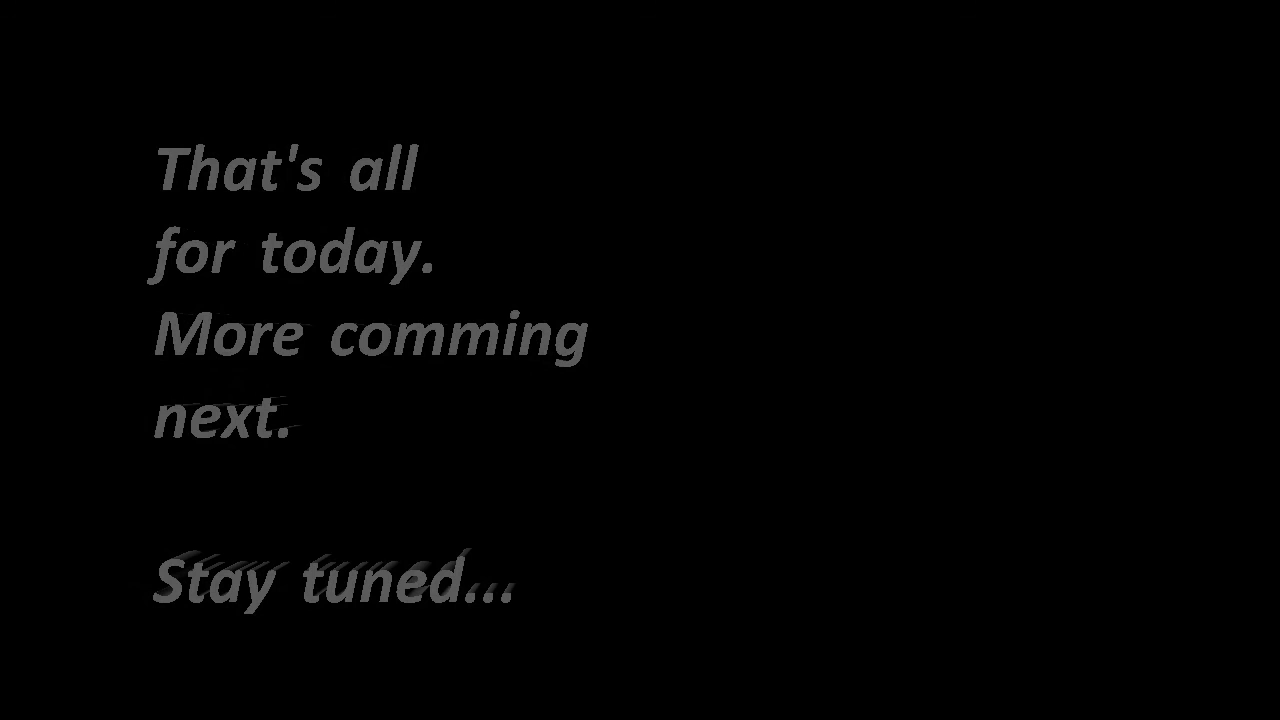 That's all
for today.
More comming
next.
Stay tuned...